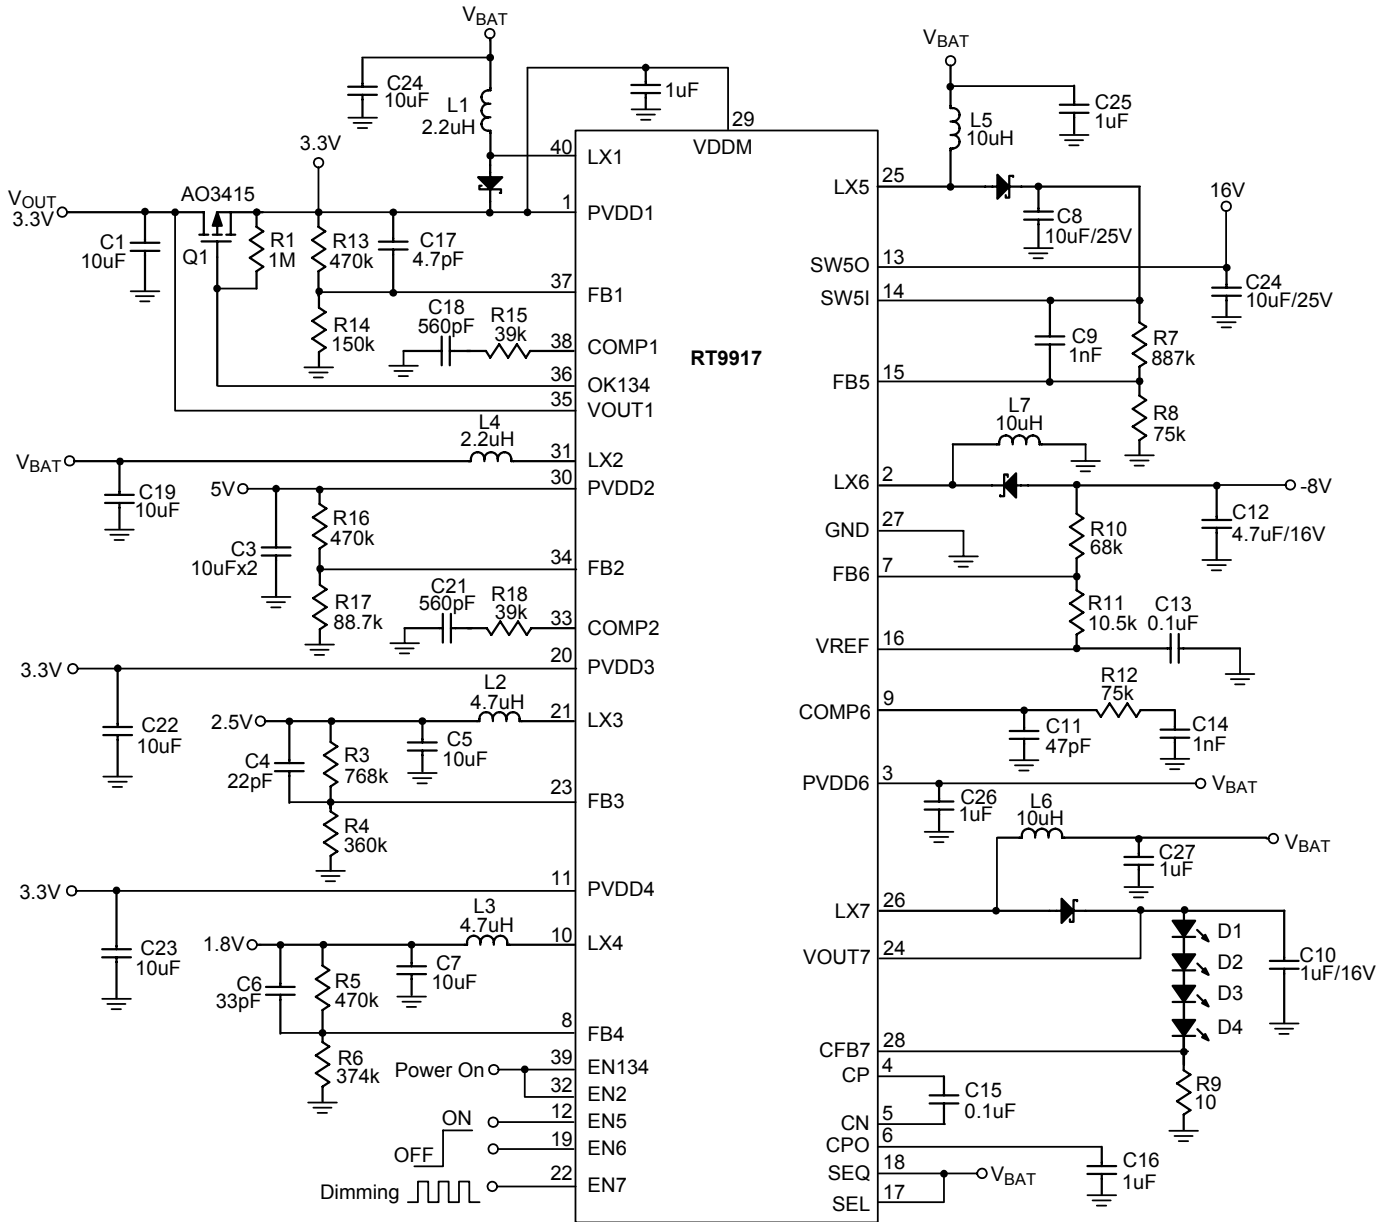 VBAT
C24
10uF
L1
2.2uH
1uF
29
VDDM
VBAT
L5
10uH
C25
1uF
3.3V
40
LX1
25
LX5
VOUT
3.3V
AO3415
Q1
C1
10uF
R1
1M
R13
470k
C17
4.7pF
1
PVDD1
C8
10uF/25V
16V
SW5O
13
37
FB1
SW5I
14
C24
10uF/25V
R14
150k
C18
560pF
R15
39k
38
COMP1
RT9917
C9
1nF
R7
887k
36
OK134
FB5
15
35
VOUT1
R8
75k
L4
2.2uH
L7
10uH
VBAT
31
LX2
C19
10uF
5V
30
PVDD2
LX6
2
-8V
R16
470k
C3
10uFx2
GND
27
R10
68k
C12
4.7uF/16V
34
FB2
FB6
7
R17
88.7k
C21
560pF
R18
39k
33
COMP2
R11
10.5k
C13
0.1uF
VREF
16
3.3V
20
PVDD3
C22
10uF
L2
4.7uH
2.5V
21
LX3
COMP6
9
R12
75k
C11
47pF
C14
1nF
C4
22pF
R3
768k
C5
10uF
23
FB3
PVDD6
3
VBAT
C26
1uF
R4
360k
L6
10uH
VBAT
C27
1uF
3.3V
11
PVDD4
C23
10uF
L3
4.7uH
1.8V
10
LX4
LX7
26
VOUT7
24
D1
D2
D3
D4
C10
1uF/16V
C6
33pF
R5
470k
C7
10uF
8
FB4
R6
374k
CFB7
28
R9
10
Power On
39
EN134
32
EN2
CP
4
C15
0.1uF
CN
5
ON
OFF
12
EN5
19
EN6
CPO
6
C16
1uF
SEQ
18
VBAT
Dimming
22
EN7
SEL
17